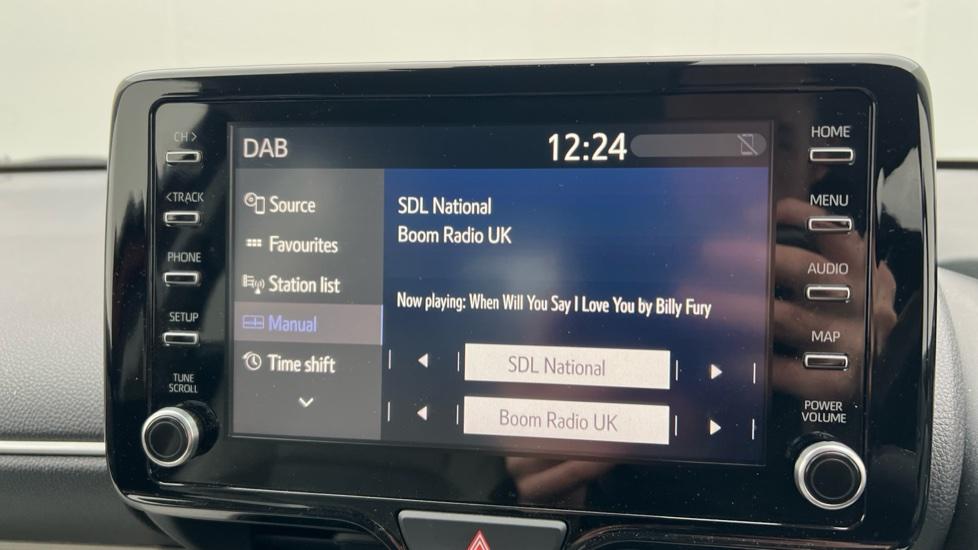 CH >
< TRACK
PHONE
SETUP
TUNE
SCROLL
DAB
12:24
Source
Favourites
Station list
Manual
Time shift
SDL National
Boom Radio UK
Now playing: When Will You Say I Love You by Billy Fury
SDL National
Boom Radio UK
HOME
MENU
AUDIO
MAP
POWER
VOLUME